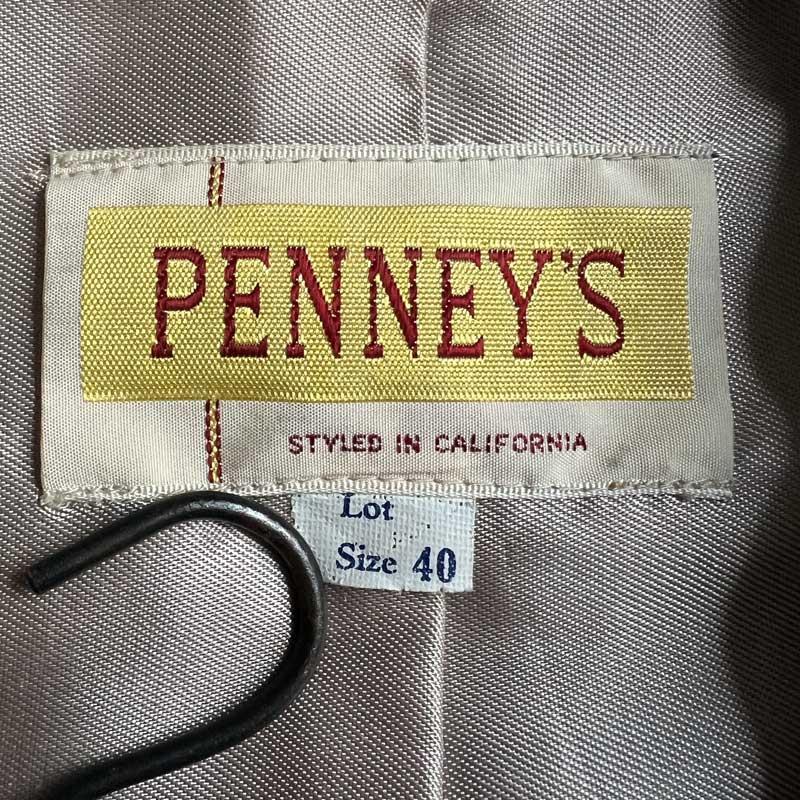 PENNEY'S
STYLED IN CALIFORNIA
Lot
Size 40